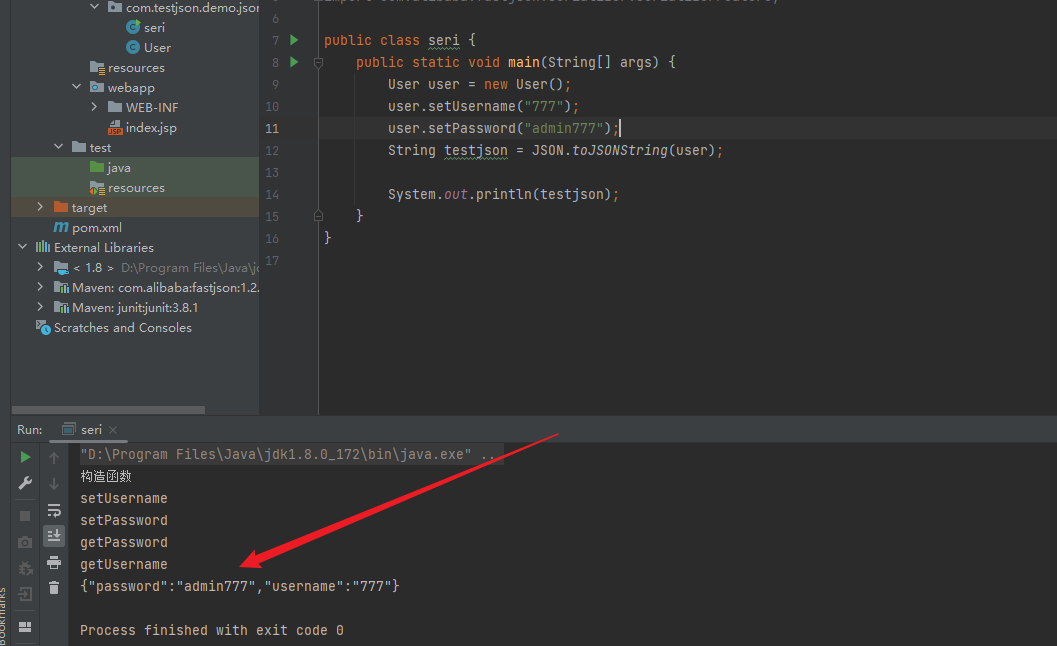 com.testjson.demo.json
seri
User
resources
webapp
WEB-INF
index.jsp
test
java
resources
target
pom.xml
External Libraries
< 1.8 > D:\Program Files\Java\
Maven: com.alibaba:fastjson:1.2.
Maven: junit:junit:3.8.1
Scratches and Consoles
6
7 public class seri {
8 public static void main(String[] args) {
9 User user = new User();
10 user.setUsername("777");
11 user.setPassword("admin777");
12 String testjson = JSON.toJSONString(user);
13
14 System.out.println(testjson);
15 }
16 }
17
Run: seri
"D:\Program Files\Java\jdk1.8.0_172\bin\java.exe" ..
构造函数
setUsername
setPassword
getPassword
getUsername
{"password":"admin777","username":"777"}
Process finished with exit code 0
Bookmarks